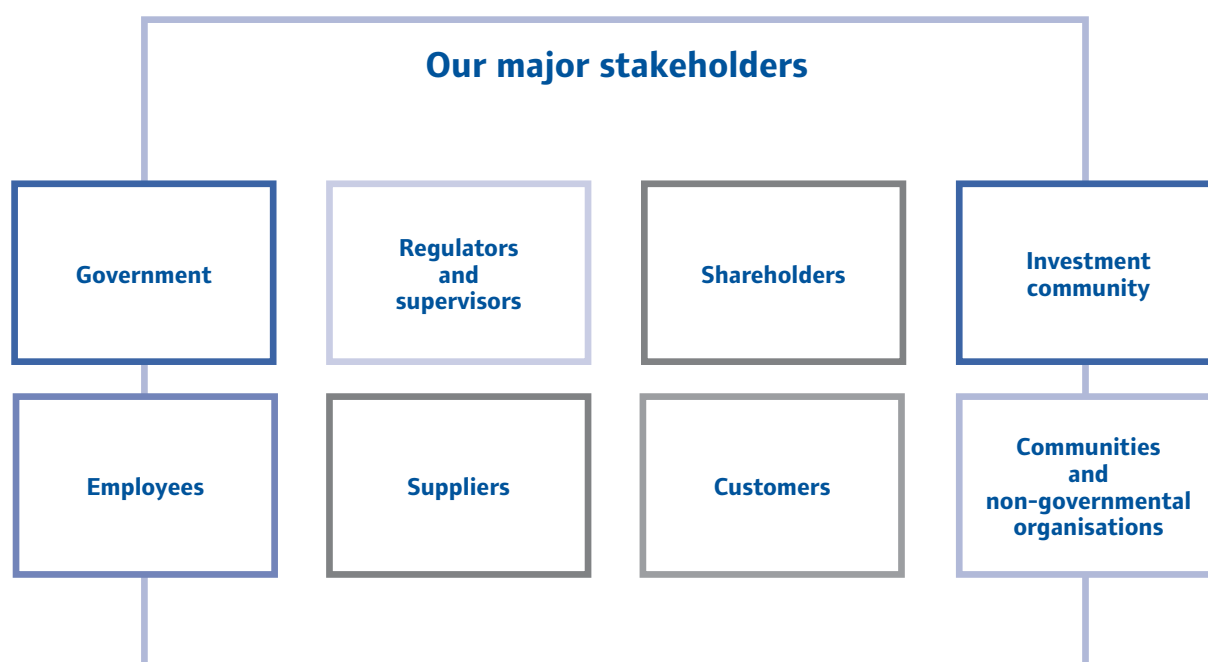 Our major stakeholders
Government
Regulators
and
supervisors
Shareholders
Investment
community
Employees
Suppliers
Customers
Communities
and
non-governmental
organisations